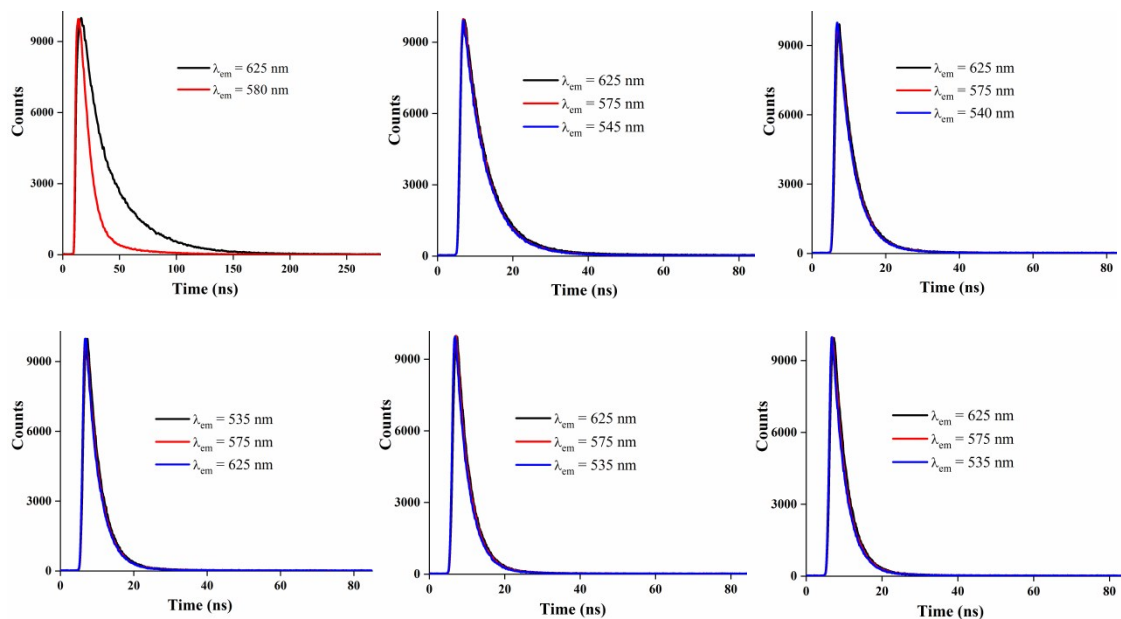 9000
6000
3000
0
Counts
λem = 625 nm
λem = 580 nm
0 50 100 150 200 250
Time (ns)
9000
6000
3000
0
Counts
λem = 625 nm
λem = 575 nm
λem = 545 nm
0 20 40 60 80
Time (ns)
9000
6000
3000
0
Counts
λem = 625 nm
λem = 575 nm
λem = 540 nm
0 20 40 60 80
Time (ns)
9000
6000
3000
0
Counts
λem = 535 nm
λem = 575 nm
λem = 625 nm
0 20 40 60 80
Time (ns)
9000
6000
3000
0
Counts
λem = 625 nm
λem = 575 nm
λem = 535 nm
0 20 40 60 80
Time (ns)
9000
6000
3000
0
Counts
λem = 625 nm
λem = 575 nm
λem = 535 nm
0 20 40 60 80
Time (ns)